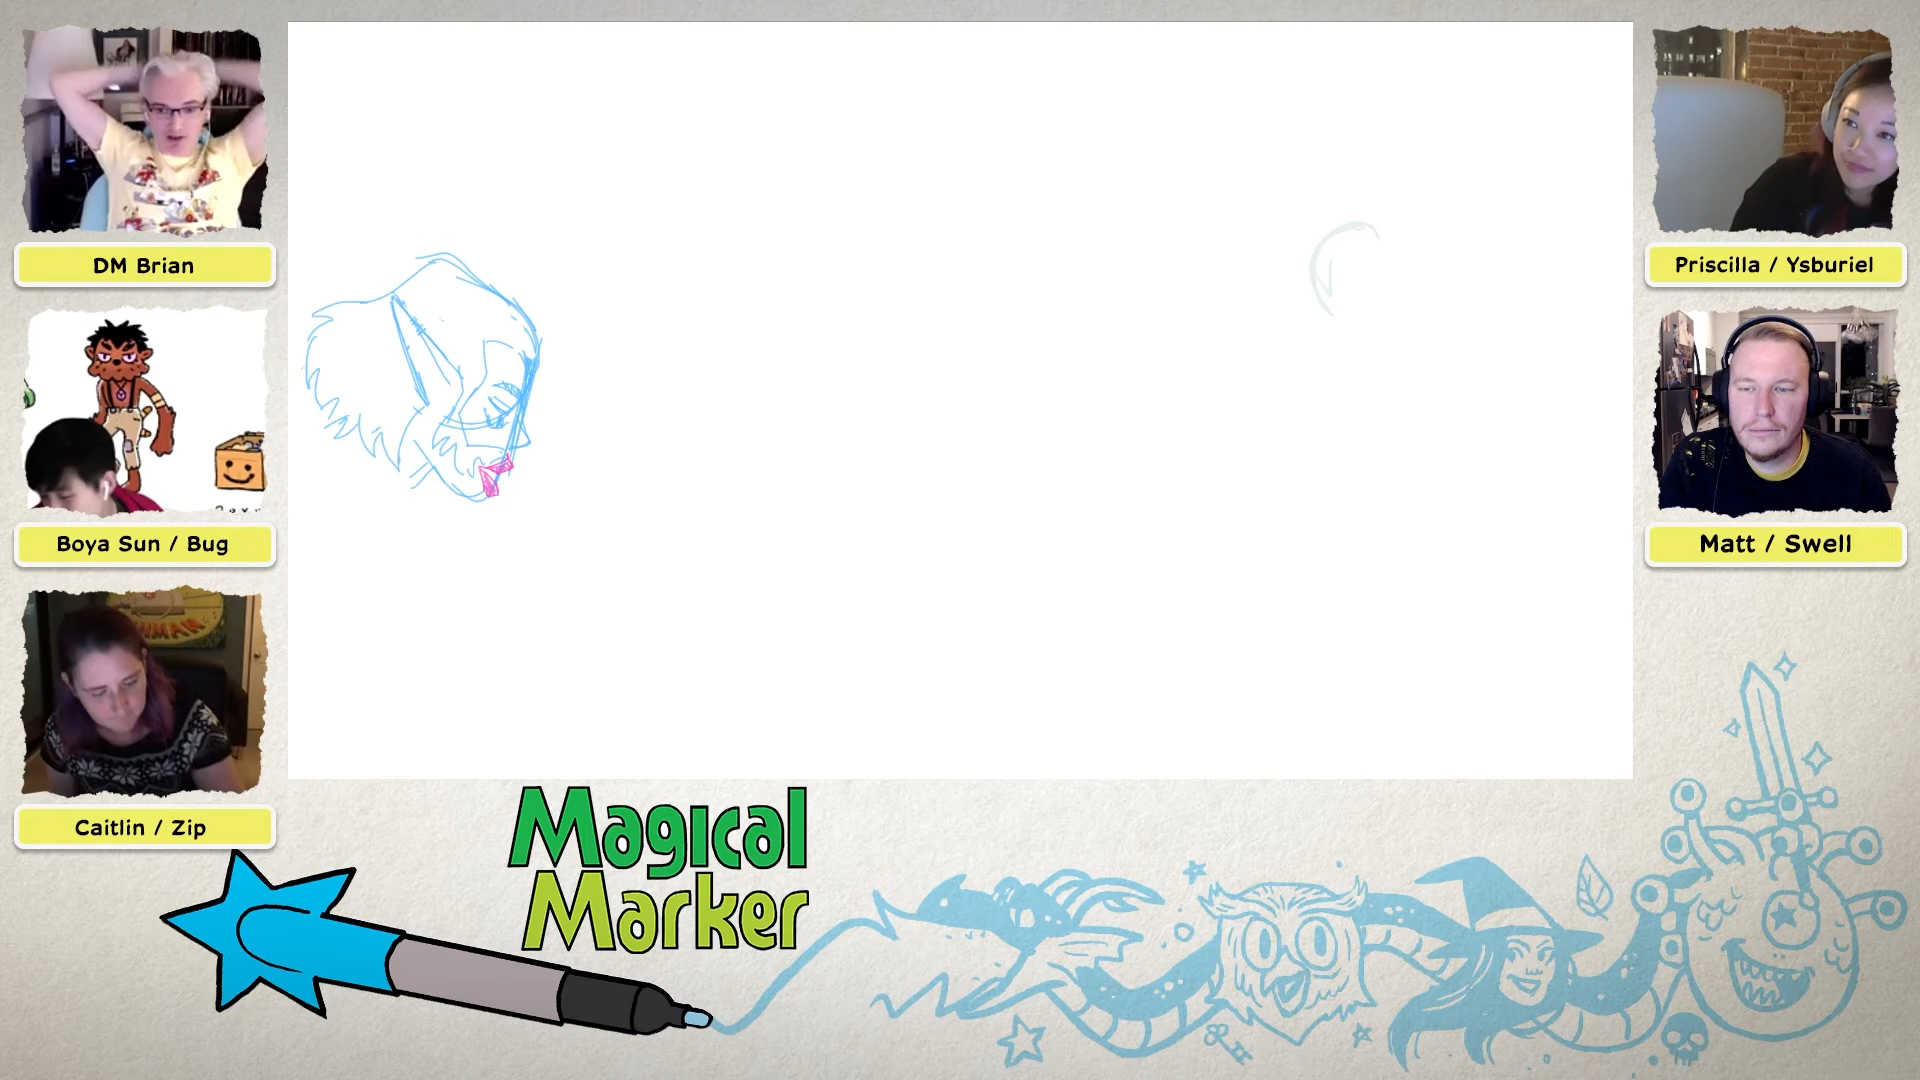 DM Brian
Priscilla / Ysburiel
Boya Sun / Bug
Matt / Swell
Caitlin / Zip
Magical
Marker